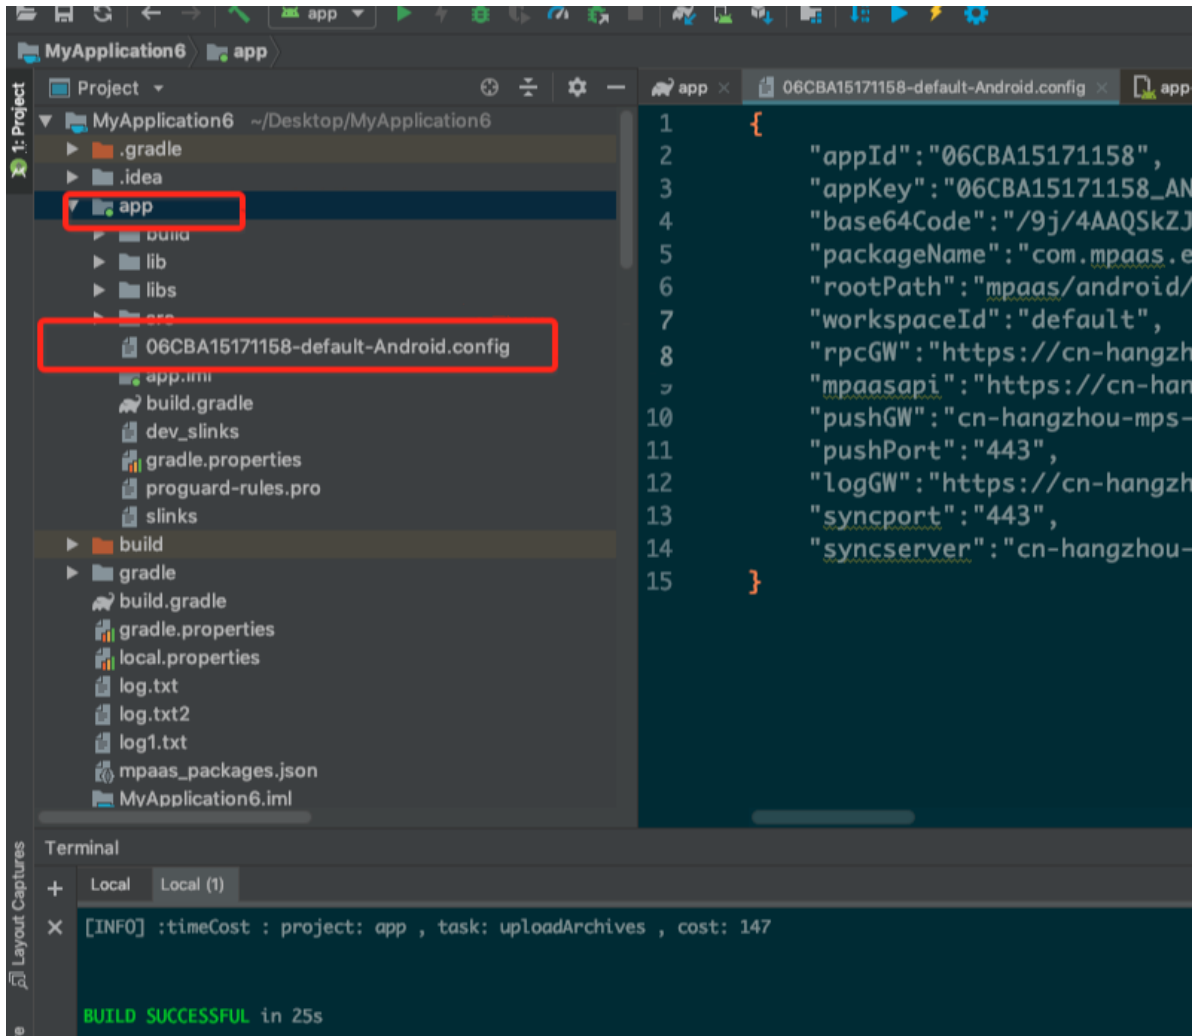 app
MyApplication6 app
1: Project
Project
app
06CBA15171158-default-Android.config
app
MyApplication6 ~/Desktop/MyApplication6
.gradle
.idea
app
build
lib
libs
src
06CBA15171158-default-Android.config
app.iml
build.gradle
dev_slinks
gradle.properties
proguard-rules.pro
slinks
build
gradle
build.gradle
gradle.properties
local.properties
log.txt
log.txt2
log1.txt
mpaas_packages.json
MyApplication6.iml
1 {
2 "appId":"06CBA15171158",
3 "appKey":"06CBA15171158_AN
4 "base64Code":"/9j/4AAQSkZJ
5 "packageName":"com.mpaas.e
6 "rootPath":"mpaas/android/
7 "workspaceId":"default",
8 "rpcGW":"https://cn-hangzh
9 "mpaasapi":"https://cn-han
10 "pushGW":"cn-hangzhou-mps-
11 "pushPort":"443",
12 "logGW":"https://cn-hangzh
13 "syncport":"443",
14 "syncserver":"cn-hangzhou-
15 }
Layout Captures
Terminal
Local Local (1)
[INFO] :timeCost : project: app , task: uploadArchives , cost: 147
BUILD SUCCESSFUL in 25s